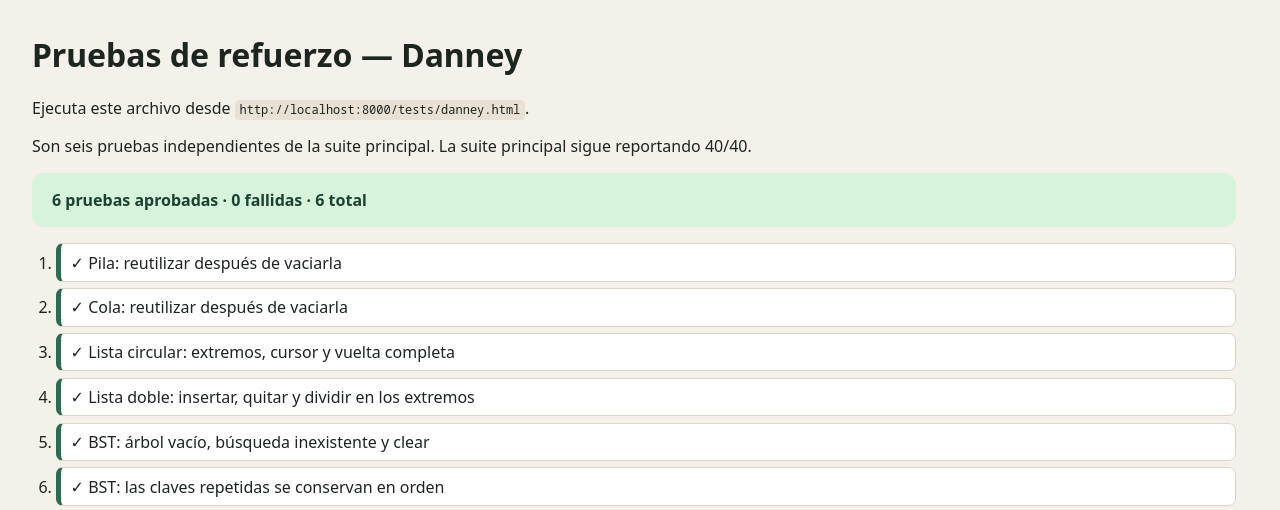 Pruebas de refuerzo — Danney
Ejecuta este archivo desde http://localhost:8000/tests/danney.html.
Son seis pruebas independientes de la suite principal. La suite principal sigue reportando 40/40.
6 pruebas aprobadas · 0 fallidas · 6 total
1. ✓ Pila: reutilizar después de vaciarla
2. ✓ Cola: reutilizar después de vaciarla
3. ✓ Lista circular: extremos, cursor y vuelta completa
4. ✓ Lista doble: insertar, quitar y dividir en los extremos
5. ✓ BST: árbol vacío, búsqueda inexistente y clear
6. ✓ BST: las claves repetidas se conservan en orden